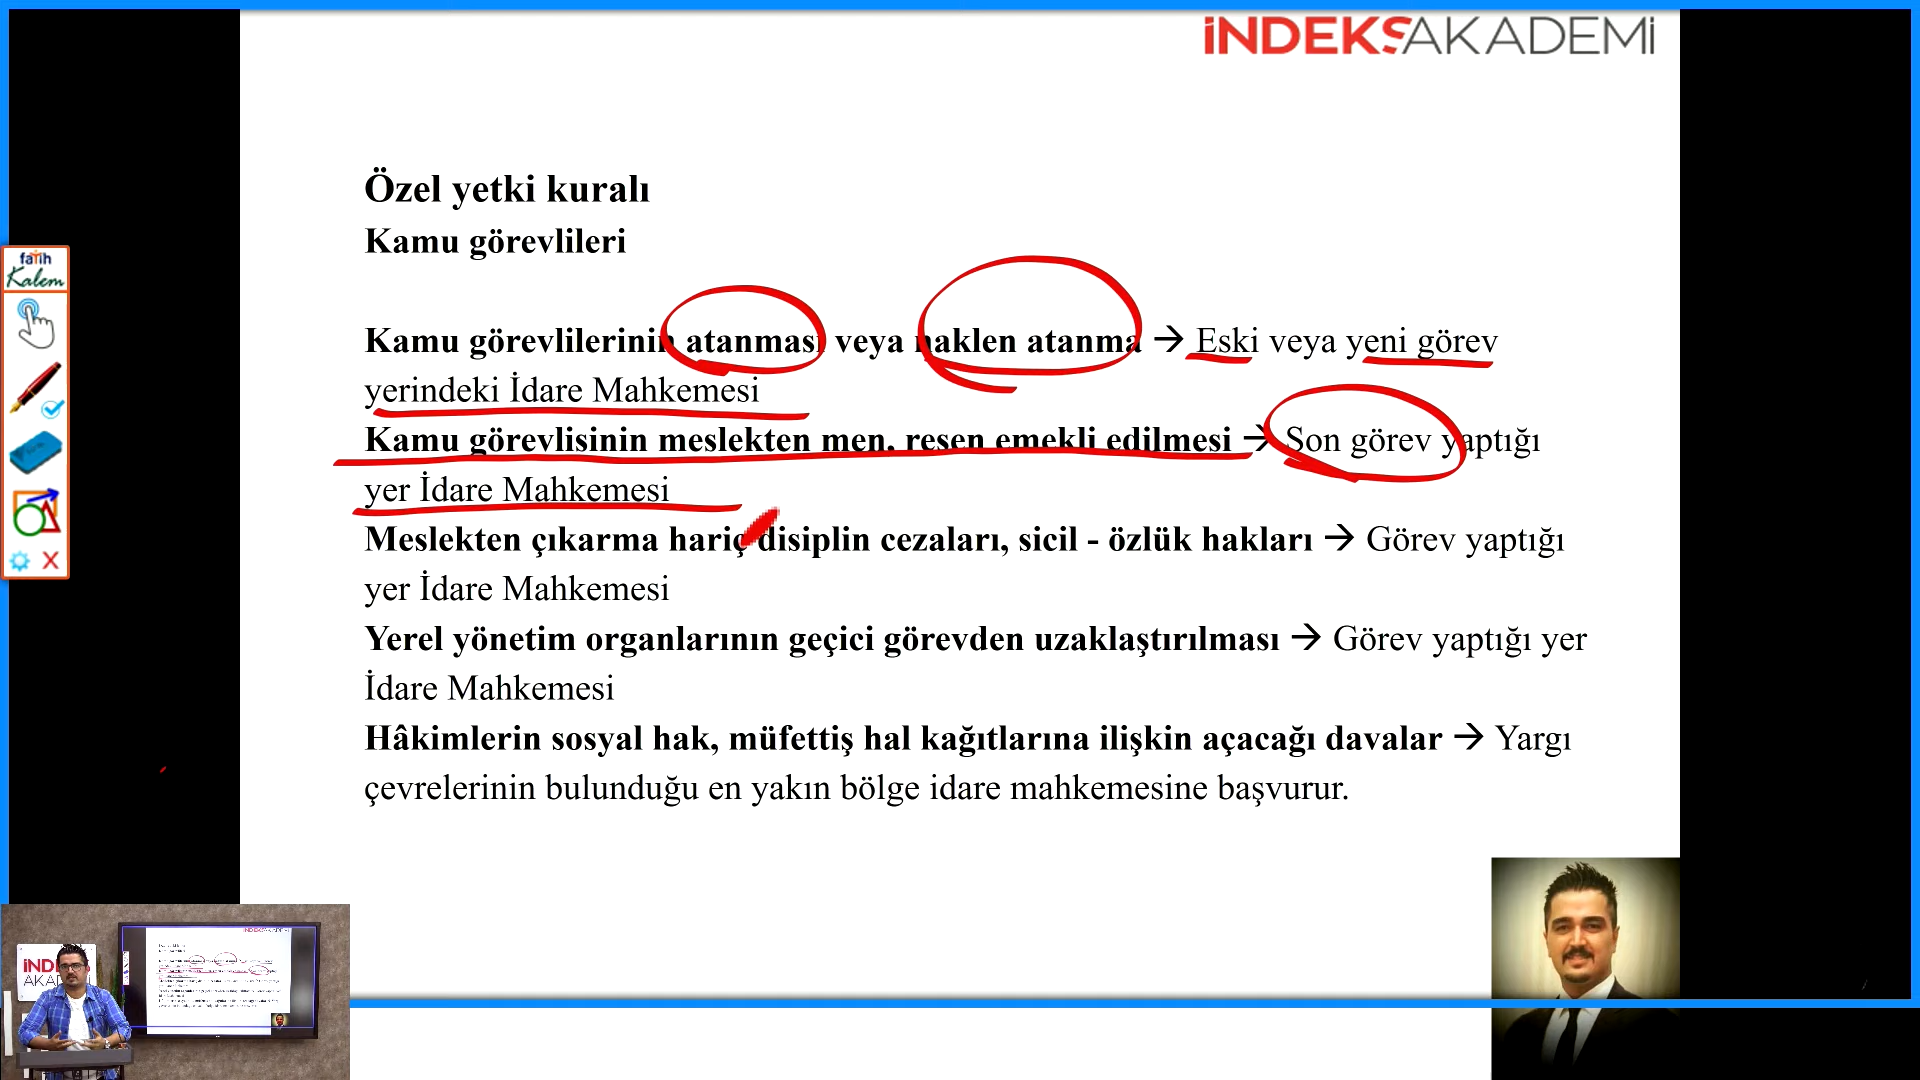 İNDEKSAKADEMİ
Özel yetki kuralı
Kamu görevlileri
Kamu görevlilerinin atanması veya naklen atanma → Eski veya yeni görev
yerindeki İdare Mahkemesi
Kamu görevlisinin meslekten men, resen emekli edilmesi → Son görev yaptığı
yer İdare Mahkemesi
Meslekten çıkarma hariç disiplin cezaları, sicil - özlük hakları → Görev yaptığı
yer İdare Mahkemesi
Yerel yönetim organlarının geçici görevden uzaklaştırılması → Görev yaptığı yer
İdare Mahkemesi
Hâkimlerin sosyal hak, müfettiş hal kağıtlarına ilişkin açacağı davalar → Yargı
çevrelerinin bulunduğu en yakın bölge idare mahkemesine başvurur.
fatih
Kalem